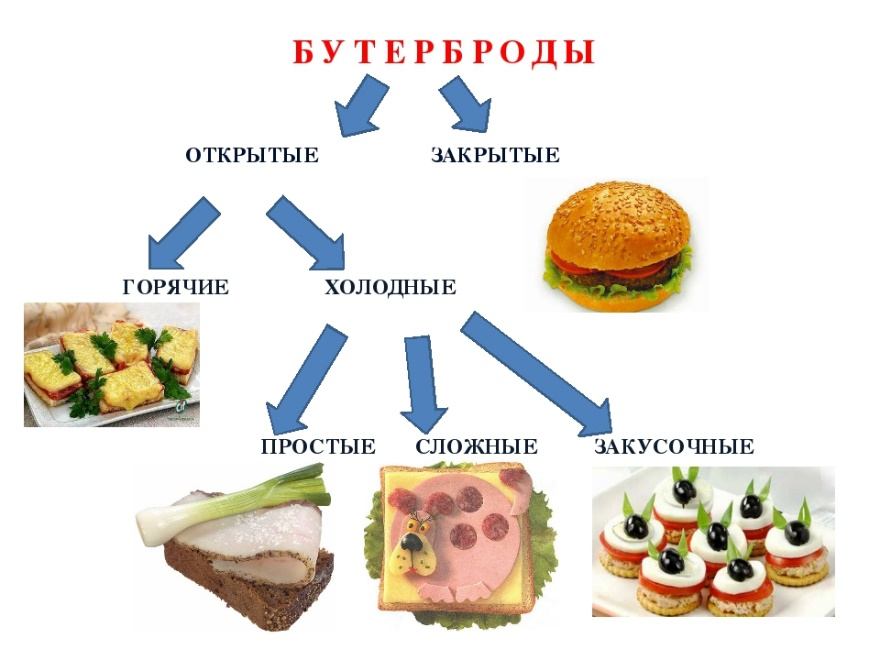 БУТЕРБРОДЫ
ОТКРЫТЫЕ ЗАКРЫТЫЕ
ГОРЯЧИЕ ХОЛОДНЫЕ
ПРОСТЫЕ СЛОЖНЫЕ ЗАКУСОЧНЫЕ